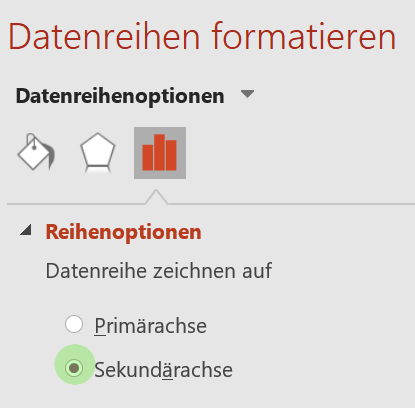 Datenreihen formatieren
Datenreihenoptionen
Reihenoptionen
Datenreihe zeichnen auf
Primärachse
Sekundärachse